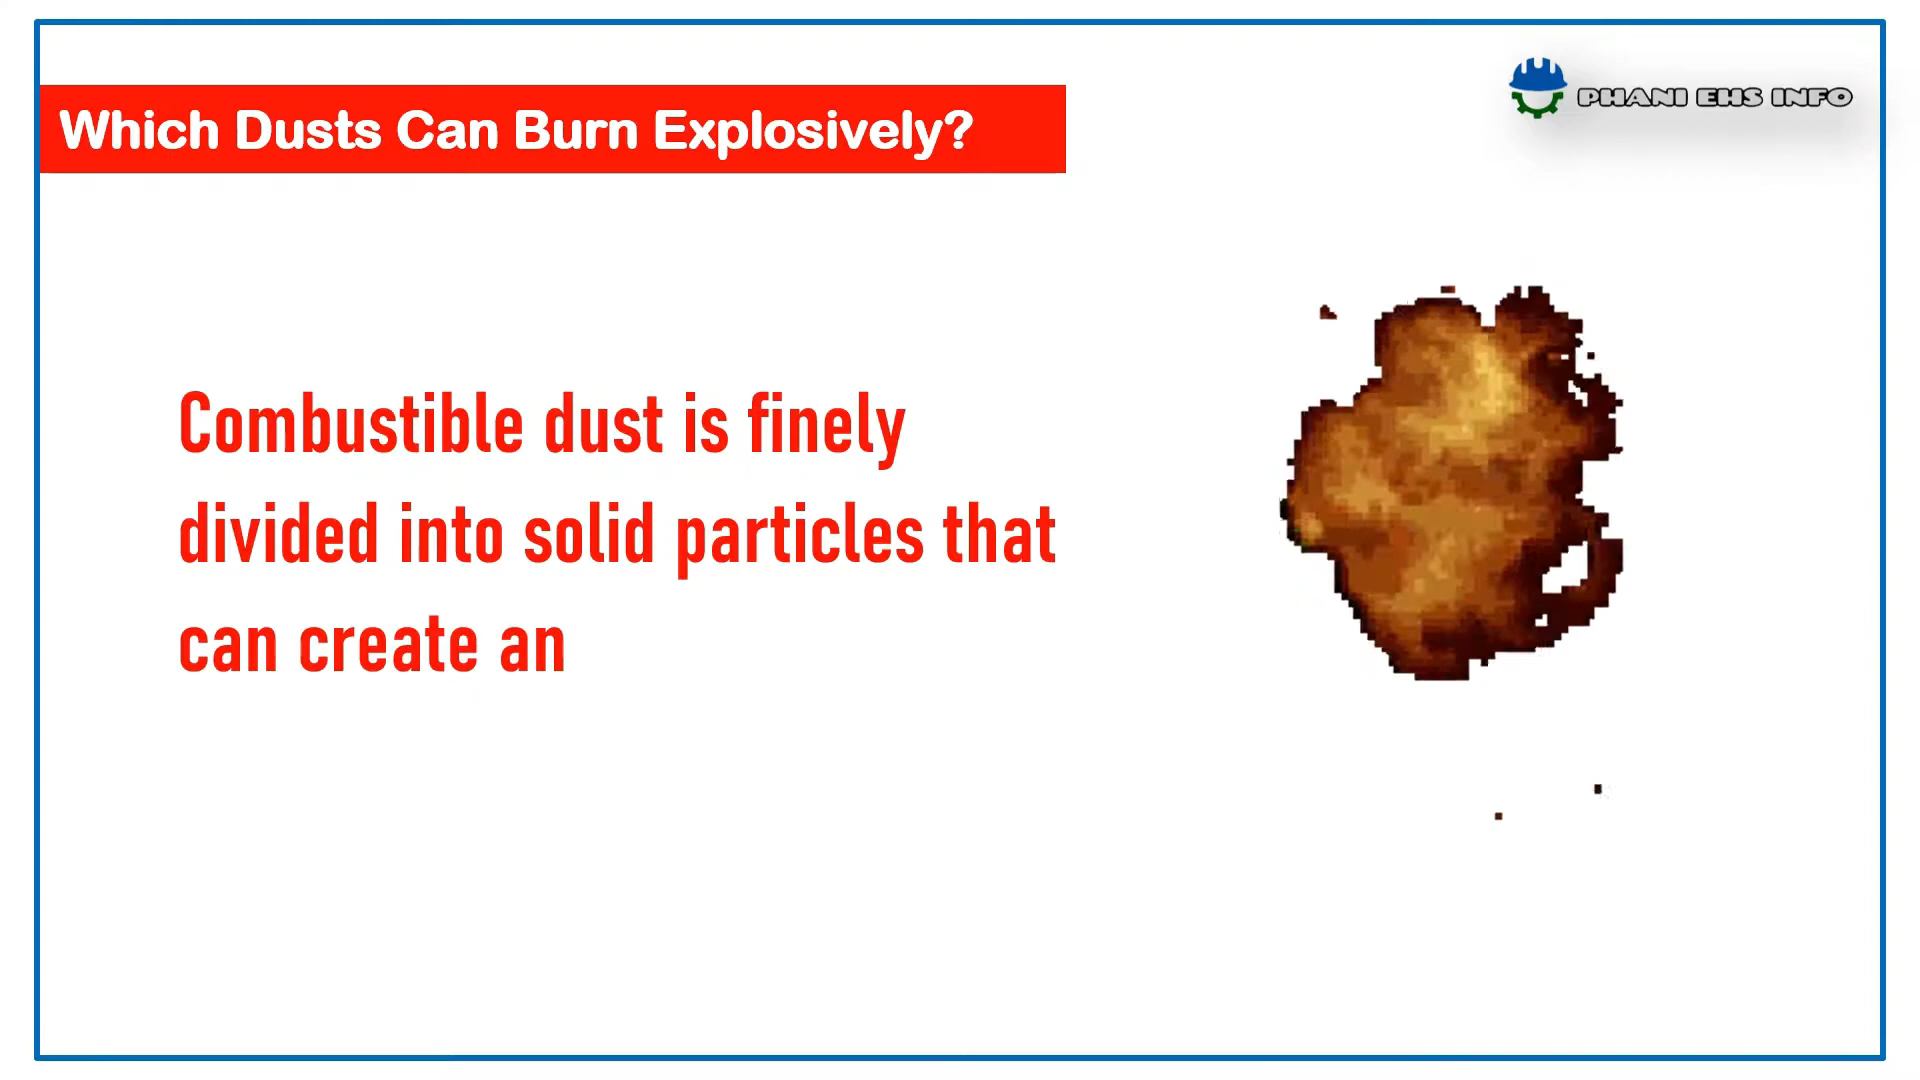 Which Dusts Can Burn Explosively?
PHANI EHS INFO
Combustible dust is finely
divided into solid particles that
can create an